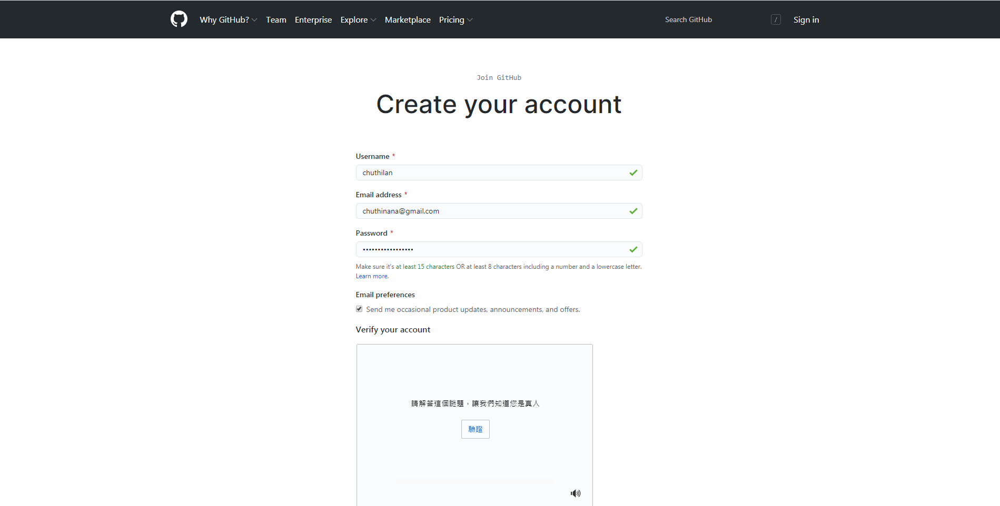 Why GitHub? Team Enterprise Explore Marketplace Pricing Search GitHub / Sign in
Join GitHub
Create your account
Username *
chuthilan
Email address *
chuthinana@gmail.com
Password *
•••••••••••••••••
Make sure it's at least 15 characters OR at least 8 characters including a number and a lowercase letter.
Learn more.
Email preferences
Send me occasional product updates, announcements, and offers.
Verify your account
請解答這個謎題，讓我們知道您是真人
驗證